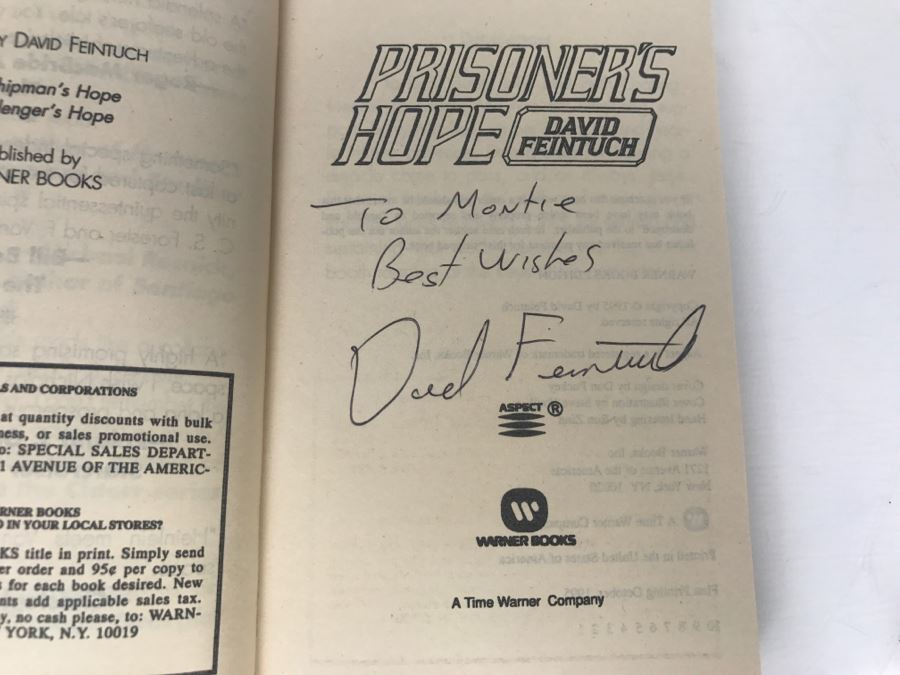 Y DAVID FEINTUCH
hipman's Hope
lenger's Hope
blished by
NER BOOKS
LS AND CORPORATIONS
at quantity discounts with bulk
ness, or sales promotional use.
o: SPECIAL SALES DEPART-
1 AVENUE OF THE AMERIC-
RNER BOOKS
D IN YOUR LOCAL STORES?
KS title in print. Simply send
er order and 95¢ per copy to
s for each book desired. New
nts add applicable sales tax.
y, no cash please, to: WARN-
YORK, N.Y. 10019
PRISONER'S
HOPE
DAVID
FEINTUCH
To Montie
Best Wishes
David Feintuch
ASPECT ®
WARNER BOOKS
A Time Warner Company